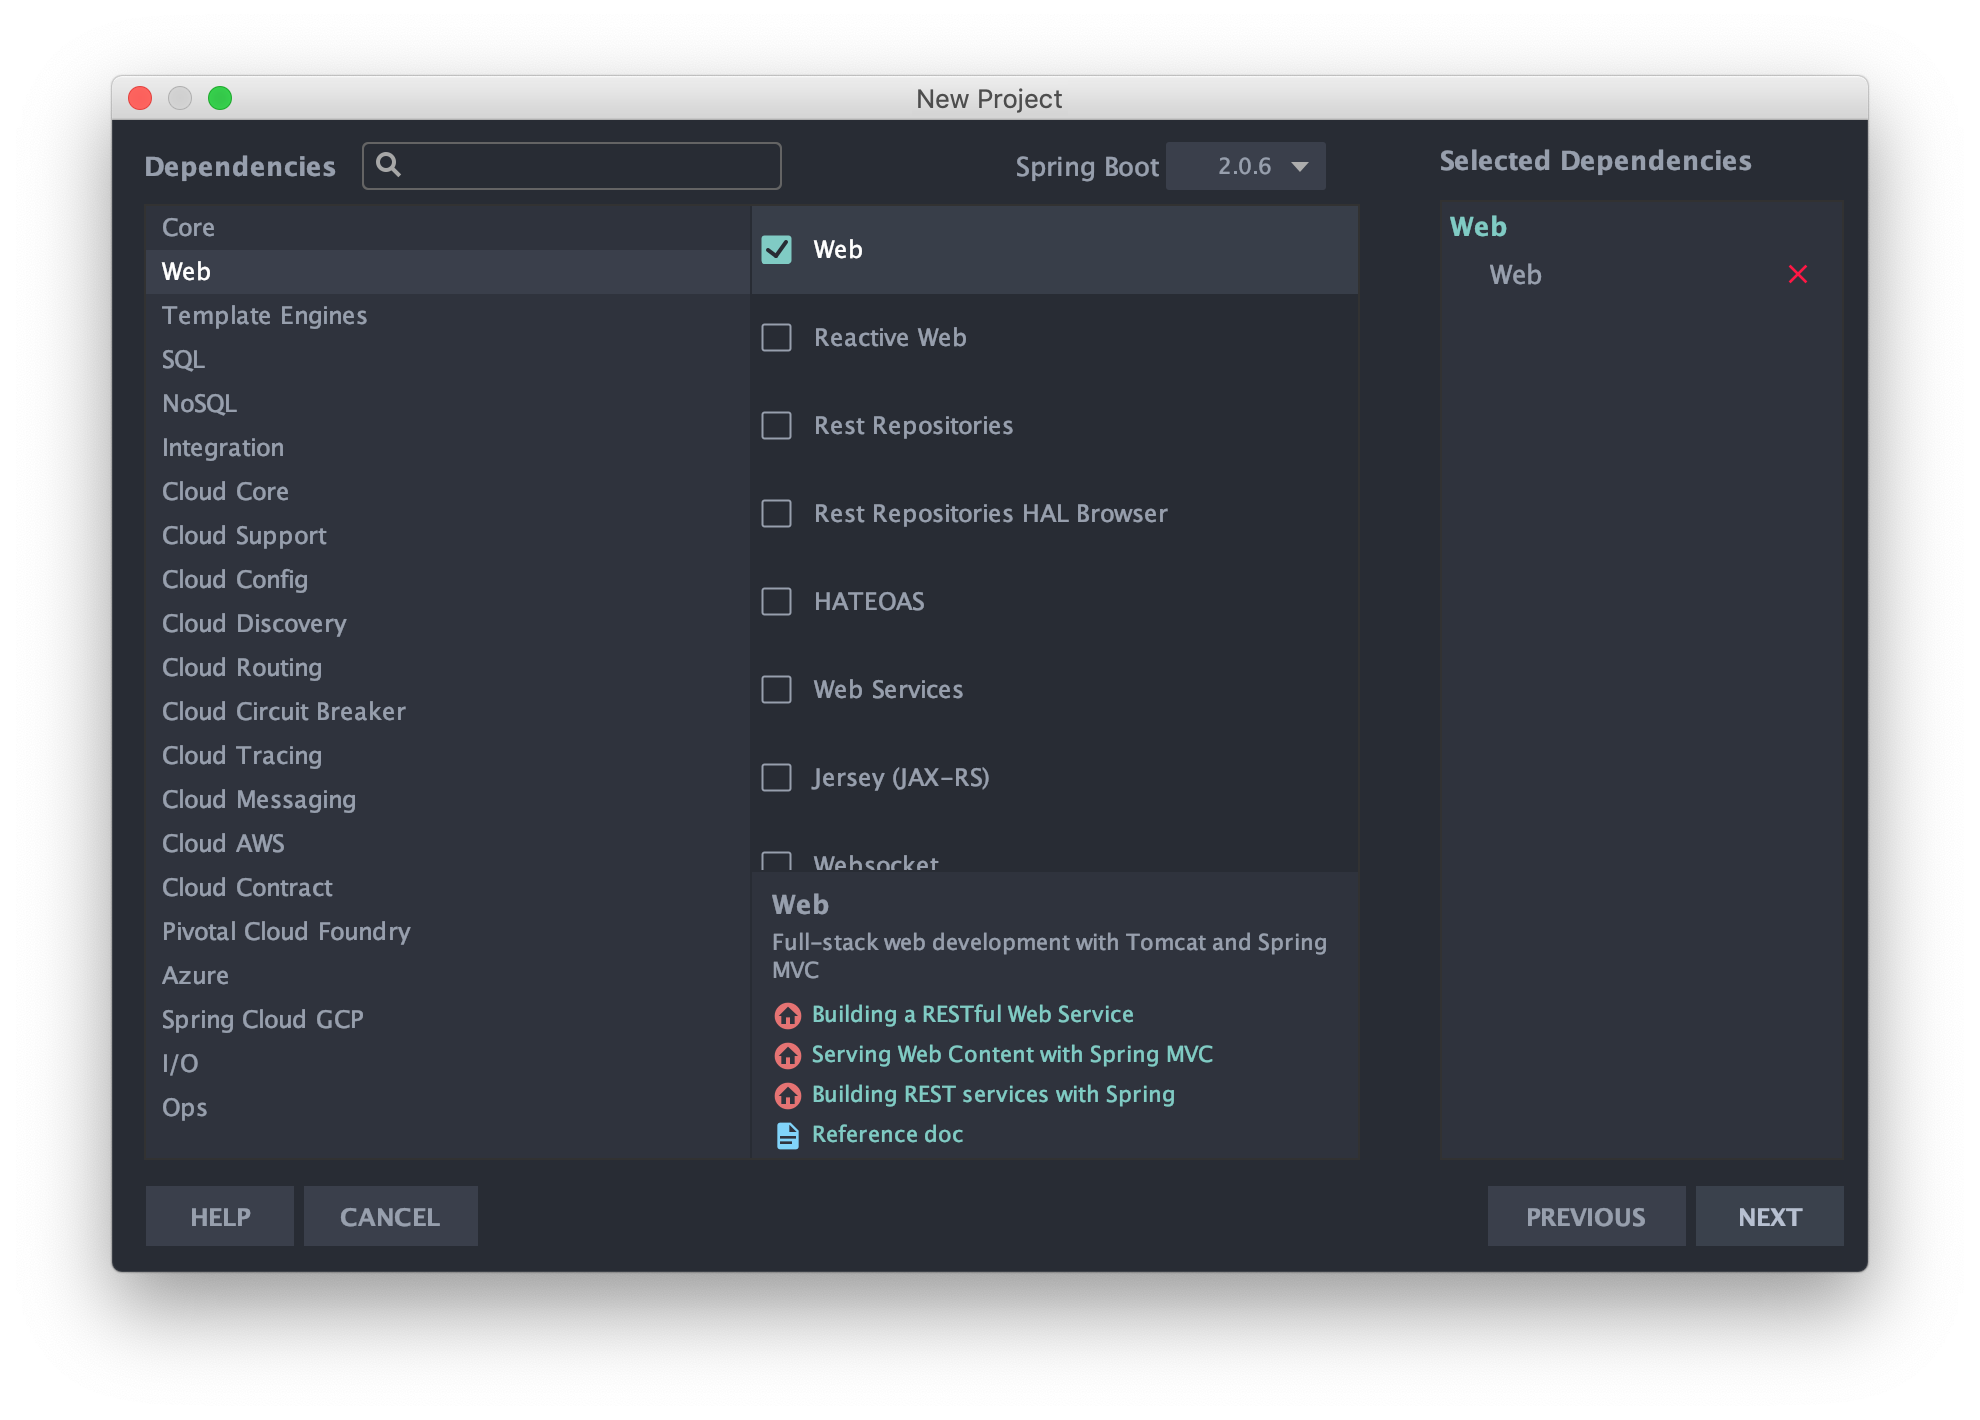 New Project
Dependencies
Spring Boot
2.0.6
Selected Dependencies
Core
Web
Template Engines
SQL
NoSQL
Integration
Cloud Core
Cloud Support
Cloud Config
Cloud Discovery
Cloud Routing
Cloud Circuit Breaker
Cloud Tracing
Cloud Messaging
Cloud AWS
Cloud Contract
Pivotal Cloud Foundry
Azure
Spring Cloud GCP
I/O
Ops
Web
Reactive Web
Rest Repositories
Rest Repositories HAL Browser
HATEOAS
Web Services
Jersey (JAX-RS)
Websocket
Web
Full-stack web development with Tomcat and Spring
MVC
Building a RESTful Web Service
Serving Web Content with Spring MVC
Building REST services with Spring
Reference doc
Web
Web
HELP
CANCEL
PREVIOUS
NEXT